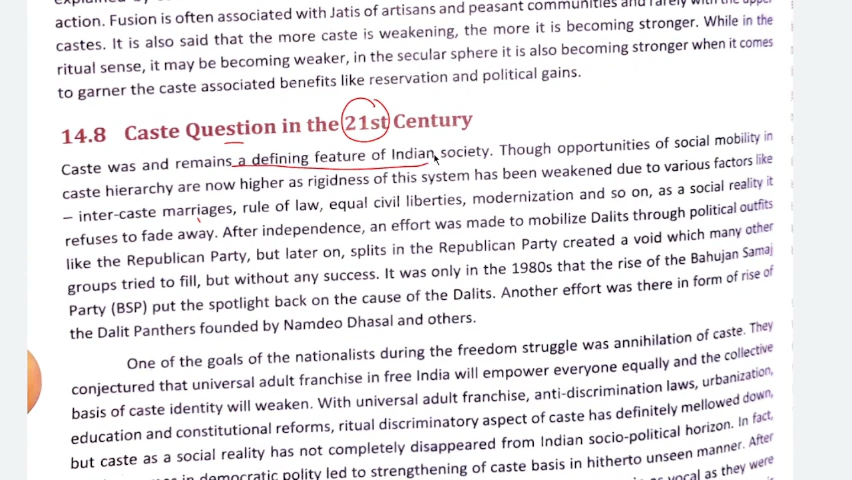 action. Fusion is often associated with Jatis of artisans and peasant communities and rarely with the upper
castes. It is also said that the more caste is weakening, the more it is becoming stronger. While in the
ritual sense, it may be becoming weaker, in the secular sphere it is also becoming stronger when it comes
to garner the caste associated benefits like reservation and political gains.
14.8 Caste Question in the 21st Century
Caste was and remains a defining feature of Indian society. Though opportunities of social mobility in
caste hierarchy are now higher as rigidness of this system has been weakened due to various factors like
– inter-caste marriages, rule of law, equal civil liberties, modernization and so on, as a social reality it
refuses to fade away. After independence, an effort was made to mobilize Dalits through political outfits
like the Republican Party, but later on, splits in the Republican Party created a void which many other
groups tried to fill, but without any success. It was only in the 1980s that the rise of the Bahujan Samaj
Party (BSP) put the spotlight back on the cause of the Dalits. Another effort was there in form of rise of
the Dalit Panthers founded by Namdeo Dhasal and others.
One of the goals of the nationalists during the freedom struggle was annihilation of caste. They
conjectured that universal adult franchise in free India will empower everyone equally and the collective
basis of caste identity will weaken. With universal adult franchise, anti-discrimination laws, urbanization,
education and constitutional reforms, ritual discriminatory aspect of caste has definitely mellowed down,
but caste as a social reality has not completely disappeared from Indian socio-political horizon. In fact,
in democratic polity led to strengthening of caste basis in hitherto unseen manner. After
vocal as they were